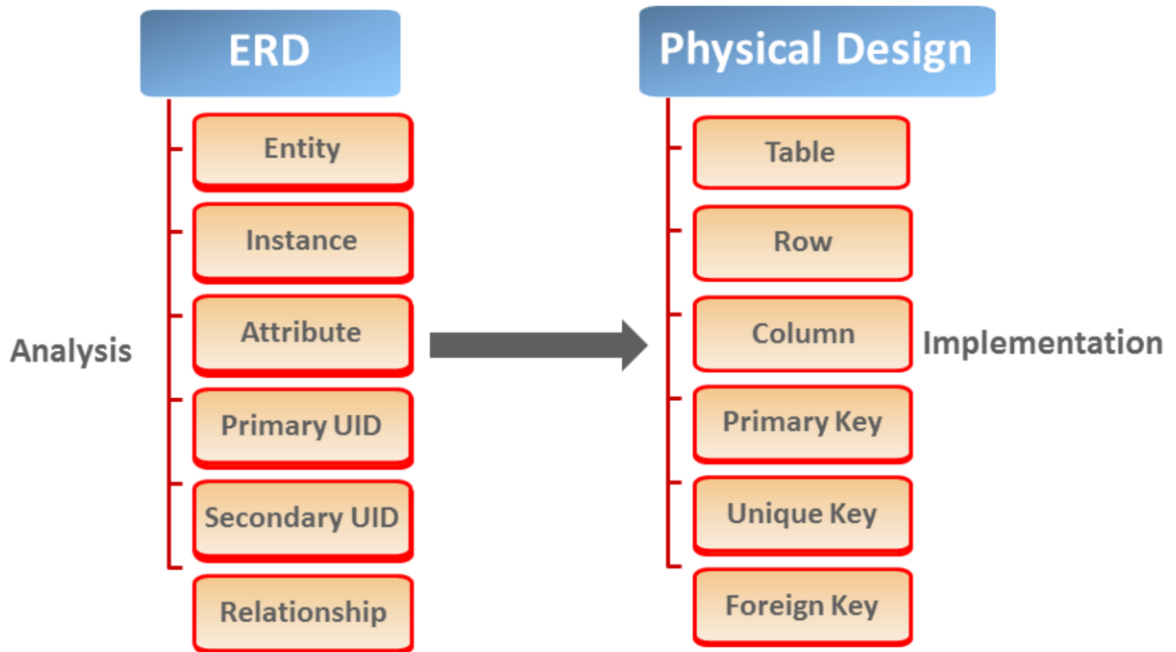 ERD
Entity
Instance
Attribute
Primary UID
Secondary UID
Relationship
Analysis
Physical Design
Table
Row
Column
Primary Key
Unique Key
Foreign Key
Implementation